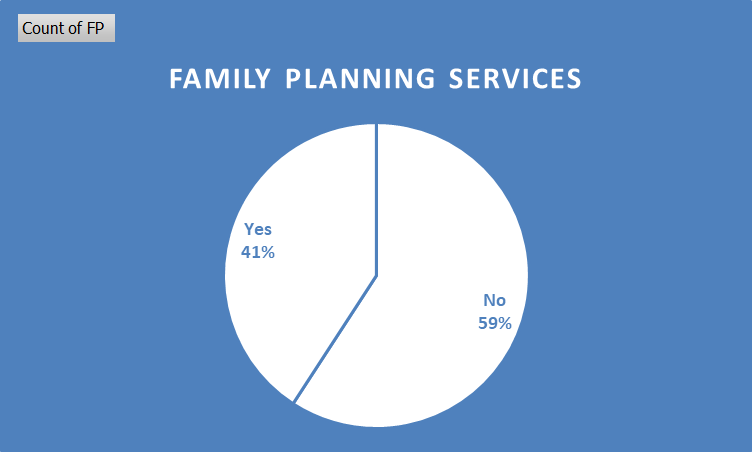 Count of FP
FAMILY PLANNING SERVICES
Yes
41%
No
59%